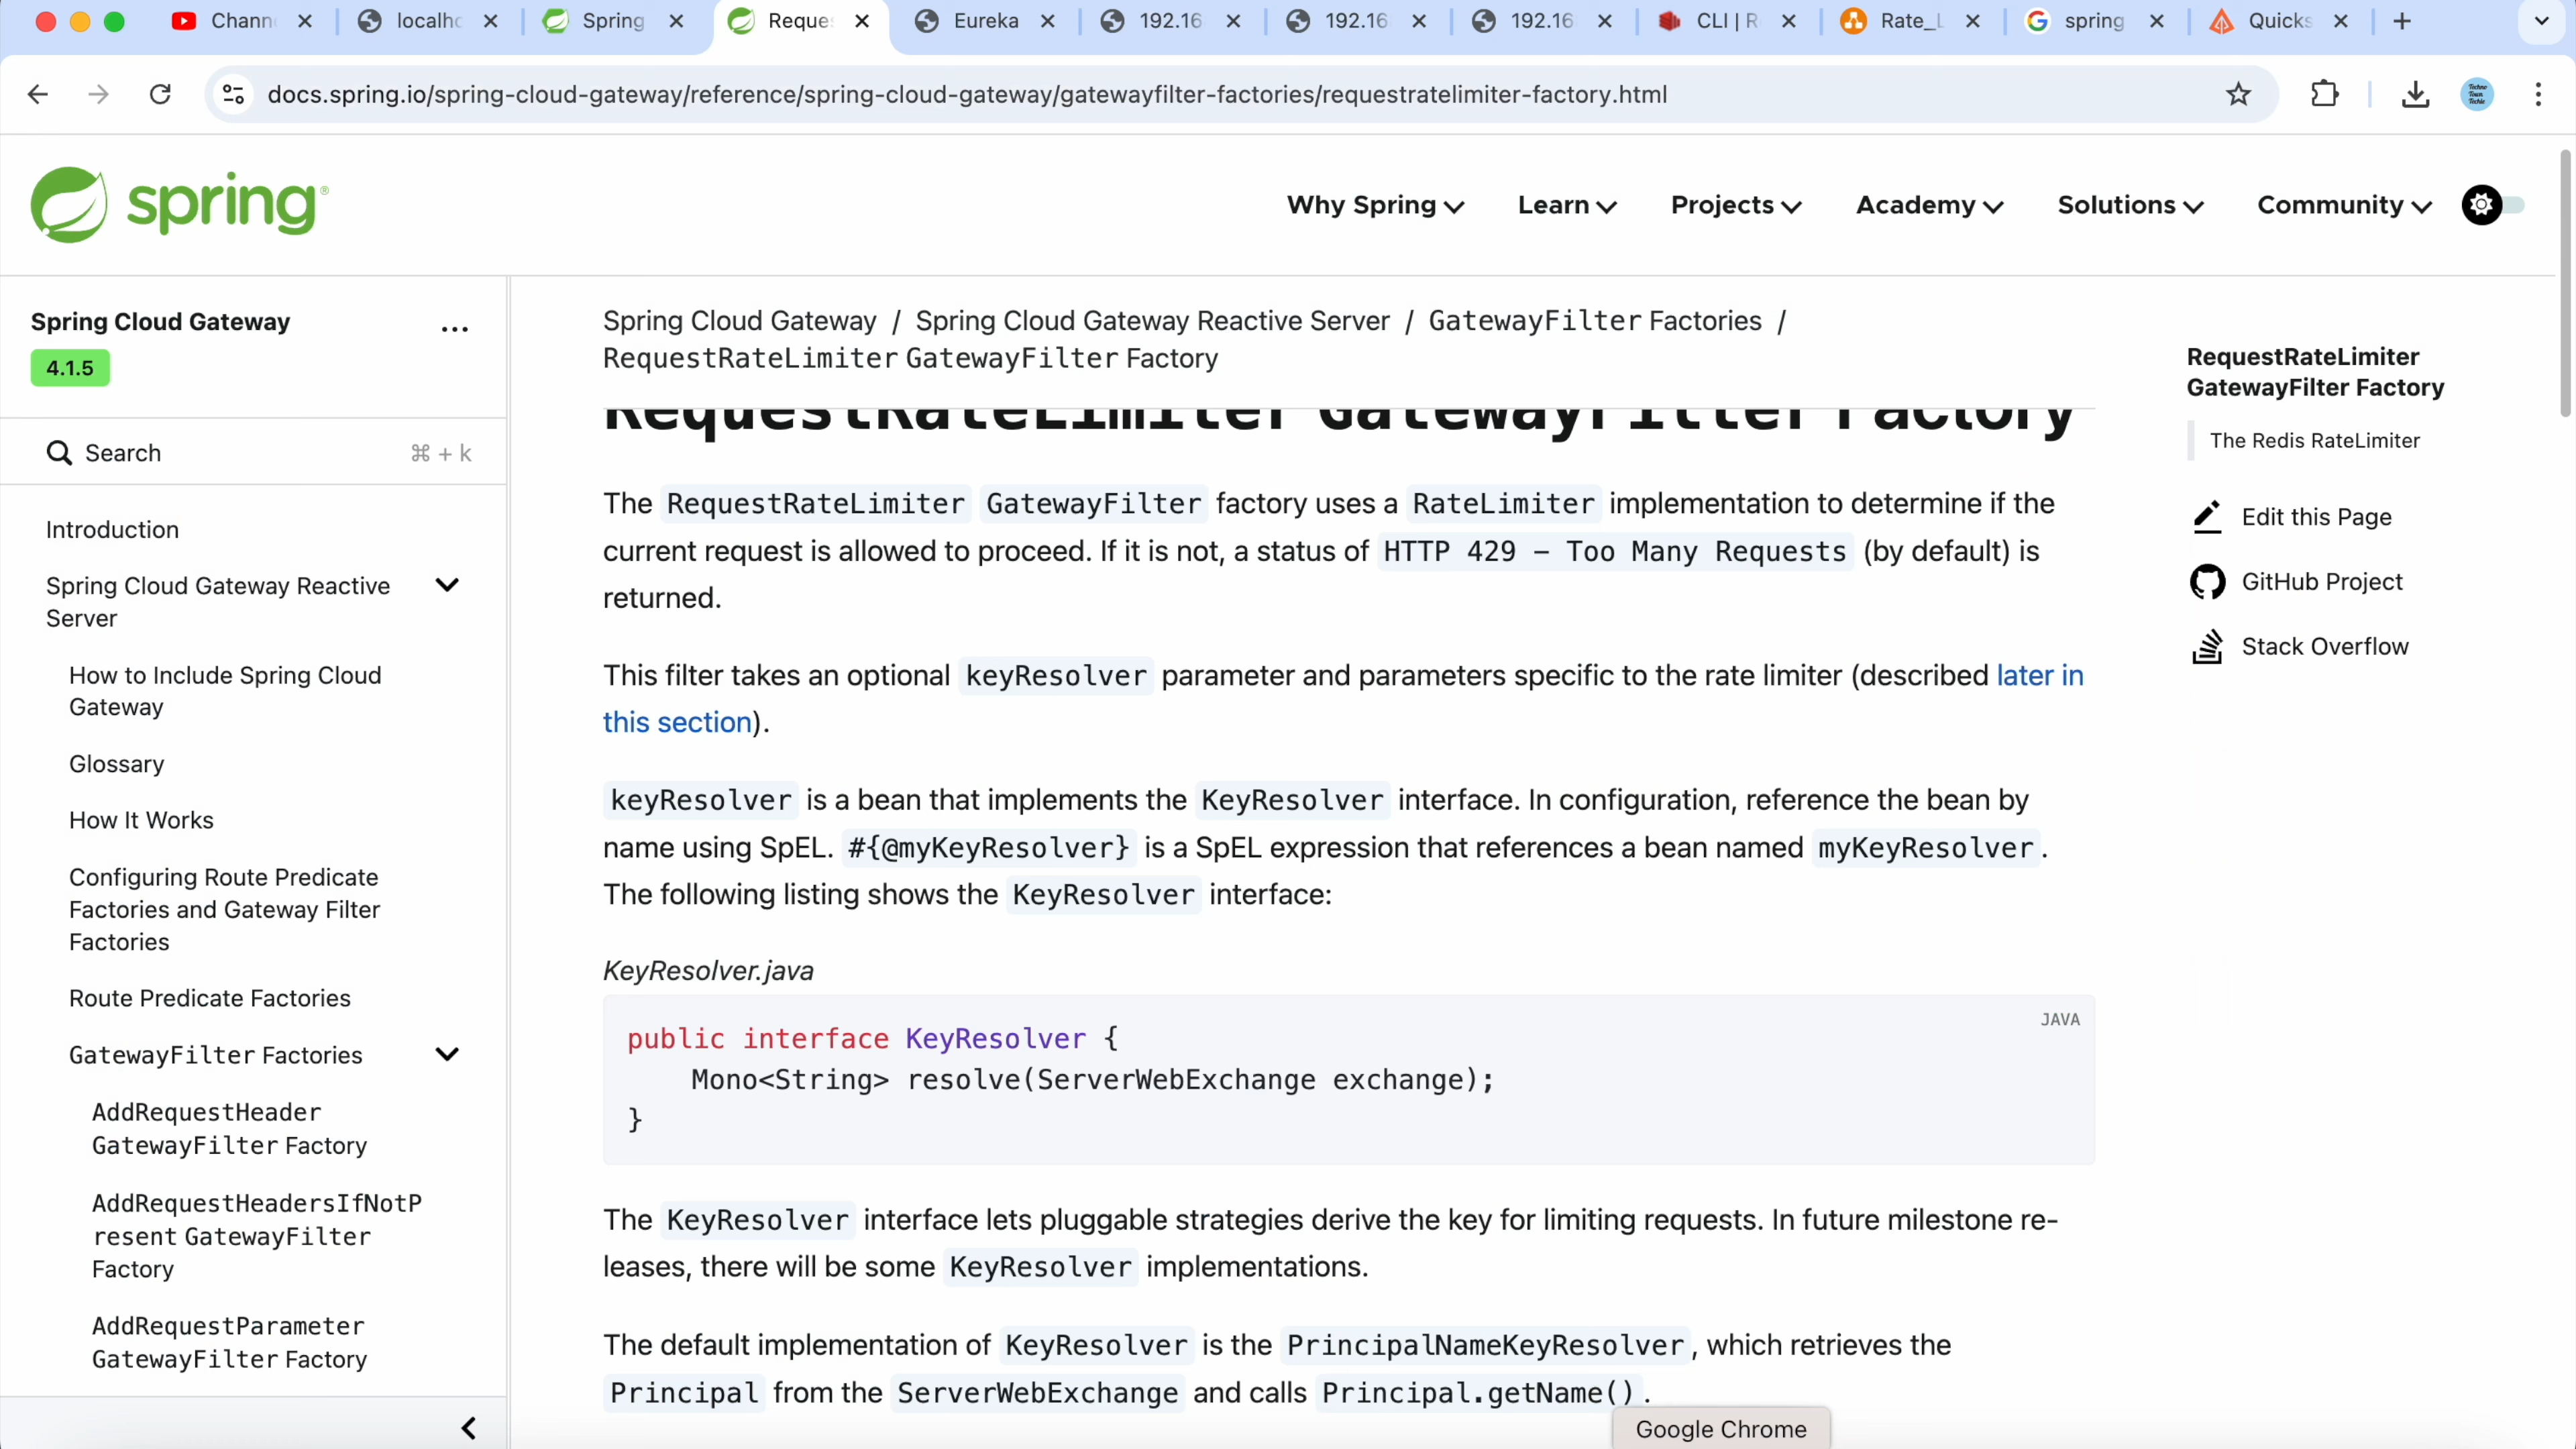 Chann
localho
Spring
Reques
Eureka
192.16
192.16
192.16
CLI | R
Rate_L
spring
Quicks
docs.spring.io/spring-cloud-gateway/reference/spring-cloud-gateway/gatewayfilter-factories/requestratelimiter-factory.html
spring
Why Spring
Learn
Projects
Academy
Solutions
Community
Spring Cloud Gateway
...
4.1.5
Search
⌘ + k
Introduction
Spring Cloud Gateway Reactive
Server
How to Include Spring Cloud
Gateway
Glossary
How It Works
Configuring Route Predicate
Factories and Gateway Filter
Factories
Route Predicate Factories
GatewayFilter Factories
AddRequestHeader
GatewayFilter Factory
AddRequestHeadersIfNotP
resent GatewayFilter
Factory
AddRequestParameter
GatewayFilter Factory
Spring Cloud Gateway / Spring Cloud Gateway Reactive Server / GatewayFilter Factories /
RequestRateLimiter GatewayFilter Factory
RequestRateLimiter GatewayFilter Factory
The RequestRateLimiter GatewayFilter factory uses a RateLimiter implementation to determine if the
current request is allowed to proceed. If it is not, a status of HTTP 429 – Too Many Requests (by default) is
returned.
This filter takes an optional keyResolver parameter and parameters specific to the rate limiter (described later in
this section).
keyResolver is a bean that implements the KeyResolver interface. In configuration, reference the bean by
name using SpEL. #{@myKeyResolver} is a SpEL expression that references a bean named myKeyResolver.
The following listing shows the KeyResolver interface:
KeyResolver.java
JAVA
public interface KeyResolver {
Mono<String> resolve(ServerWebExchange exchange);
}
The KeyResolver interface lets pluggable strategies derive the key for limiting requests. In future milestone re-
leases, there will be some KeyResolver implementations.
The default implementation of KeyResolver is the PrincipalNameKeyResolver, which retrieves the
Principal from the ServerWebExchange and calls Principal.getName().
RequestRateLimiter
GatewayFilter Factory
The Redis RateLimiter
Edit this Page
GitHub Project
Stack Overflow
Google Chrome